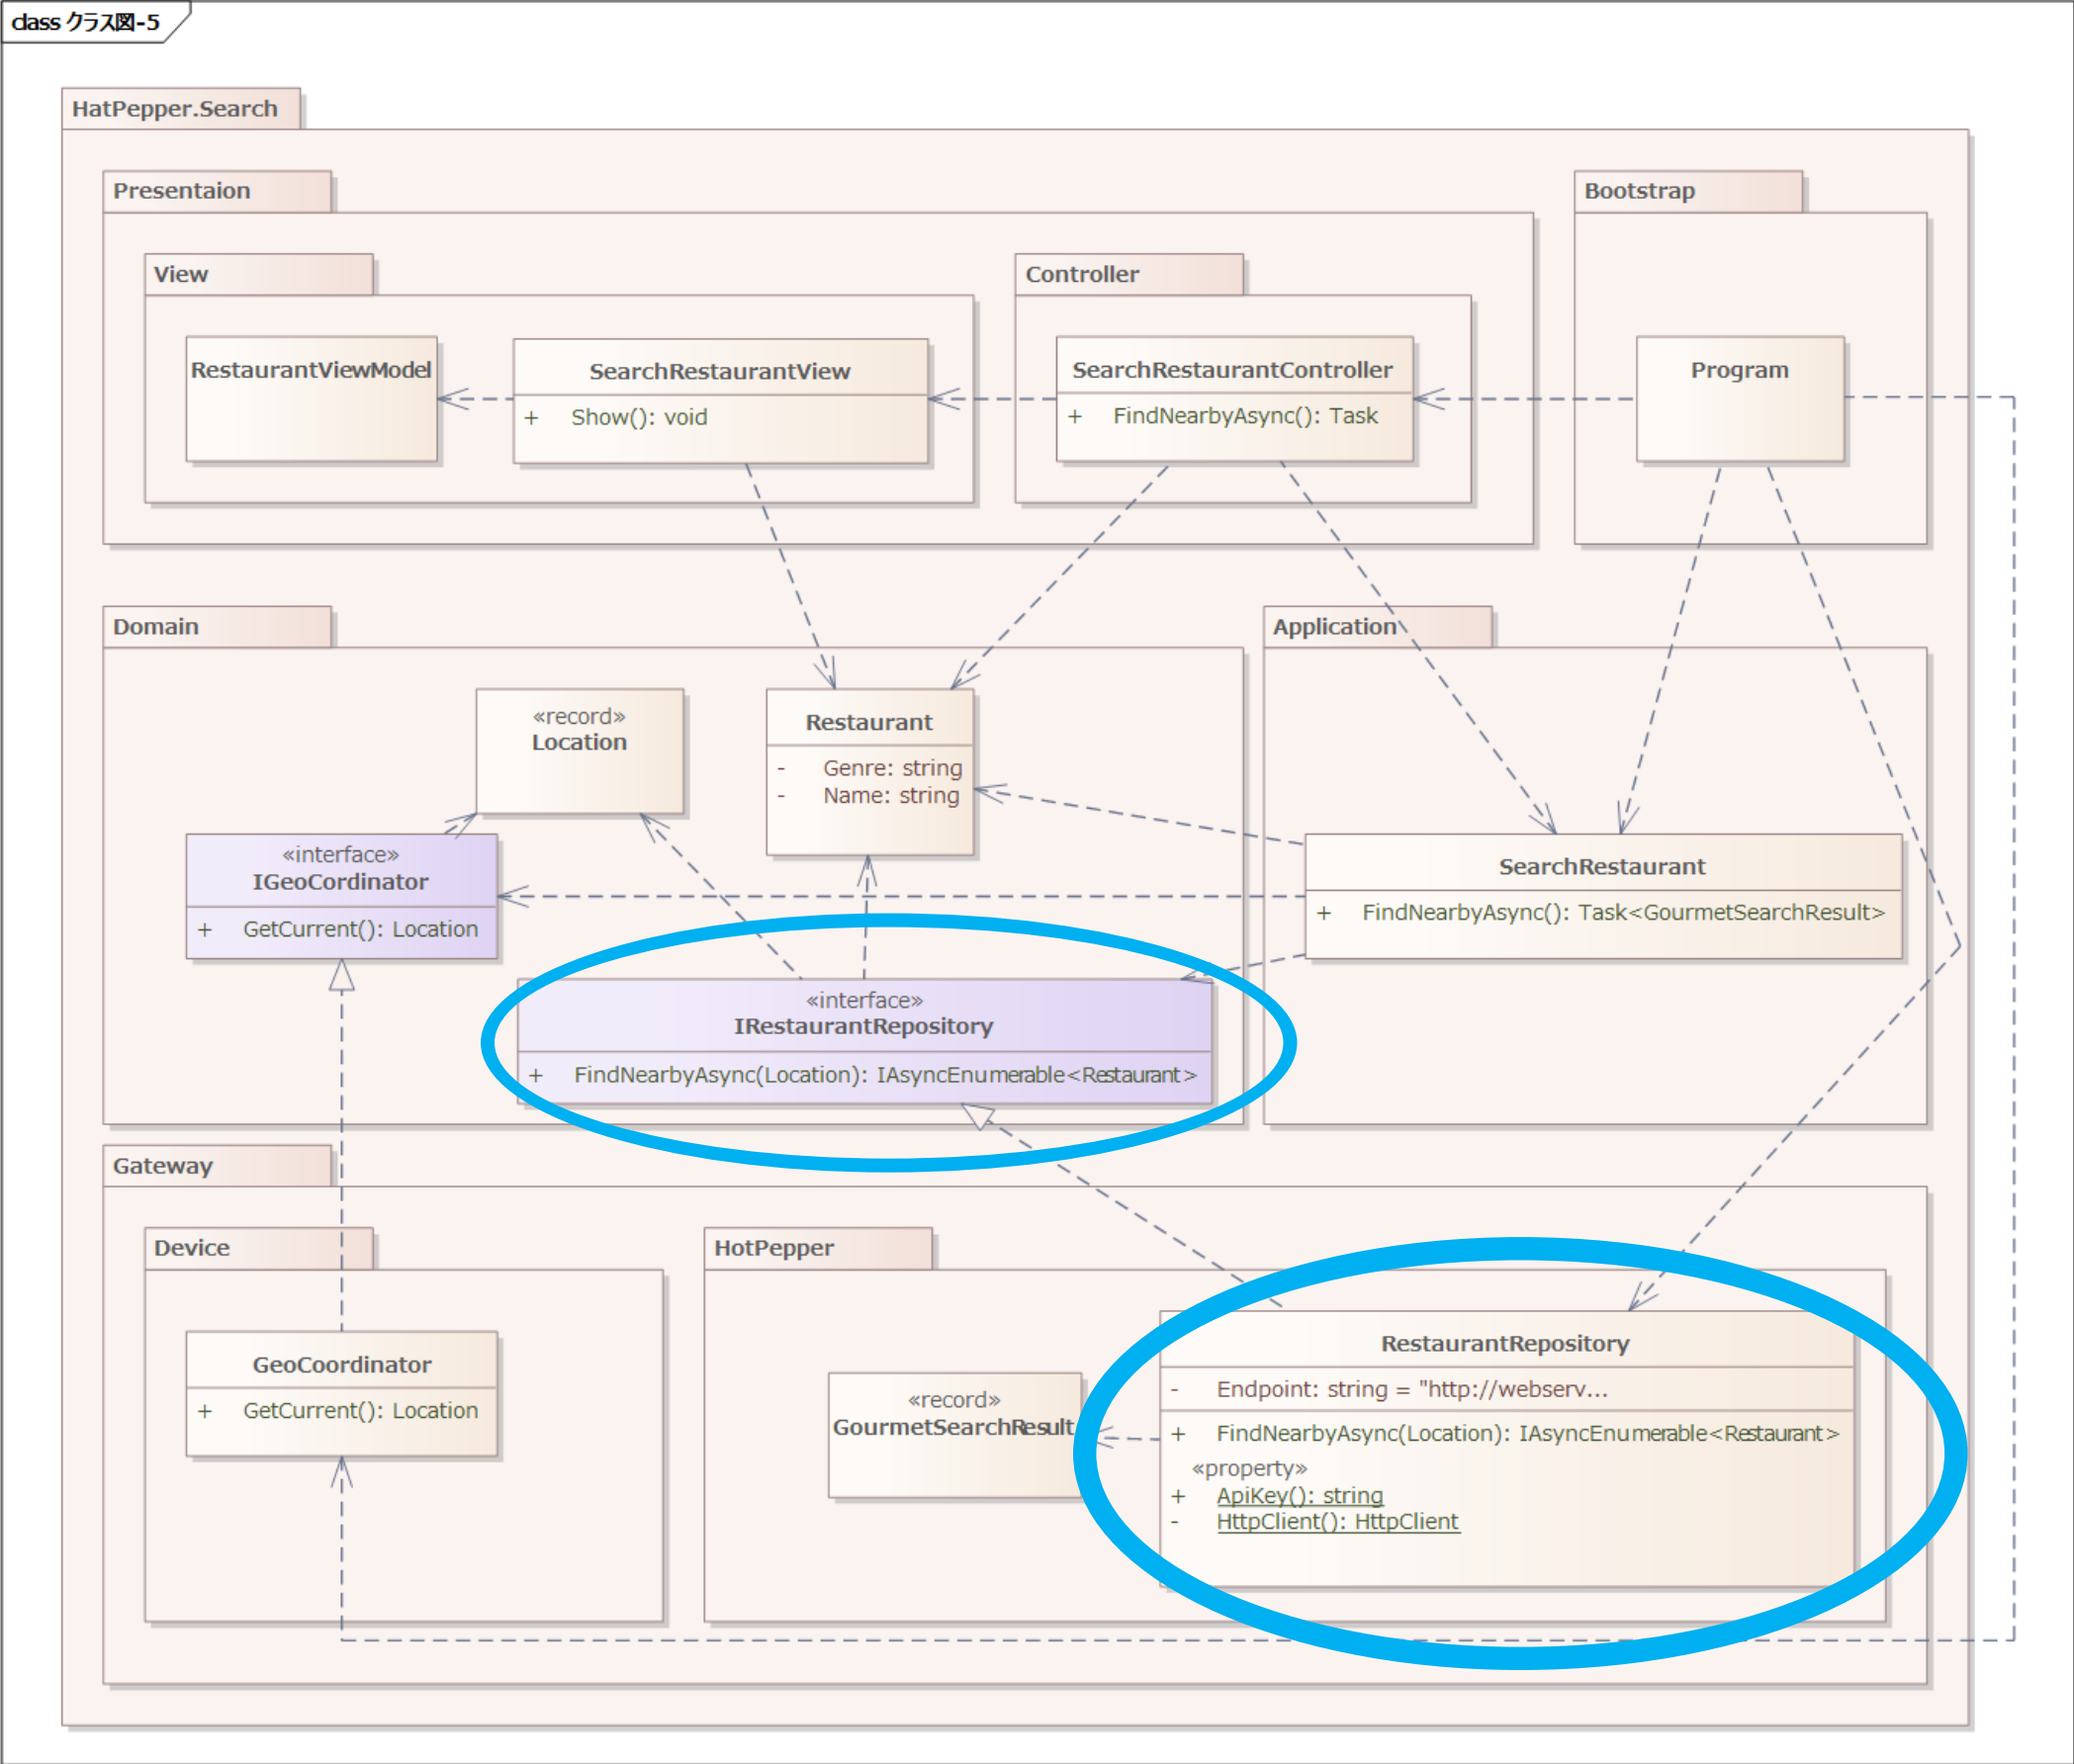 class クラス図-5
HatPepper.Search
Presentaion
Bootstrap
View
Controller
RestaurantViewModel
SearchRestaurantView
+ Show(): void
SearchRestaurantController
+ FindNearbyAsync(): Task
Program
Domain
Application
«record»
Location
Restaurant
- Genre: string
- Name: string
«interface»
IGeoCordinator
+ GetCurrent(): Location
SearchRestaurant
+ FindNearbyAsync(): Task<GourmetSearchResult>
«interface»
IRestaurantRepository
+ FindNearbyAsync(Location): IAsyncEnumerable<Restaurant>
Gateway
Device
HotPepper
GeoCoordinator
+ GetCurrent(): Location
«record»
GourmetSearchResult
RestaurantRepository
- Endpoint: string = "http://webserv...
+ FindNearbyAsync(Location): IAsyncEnumerable<Restaurant>
«property»
+ ApiKey(): string
- HttpClient(): HttpClient